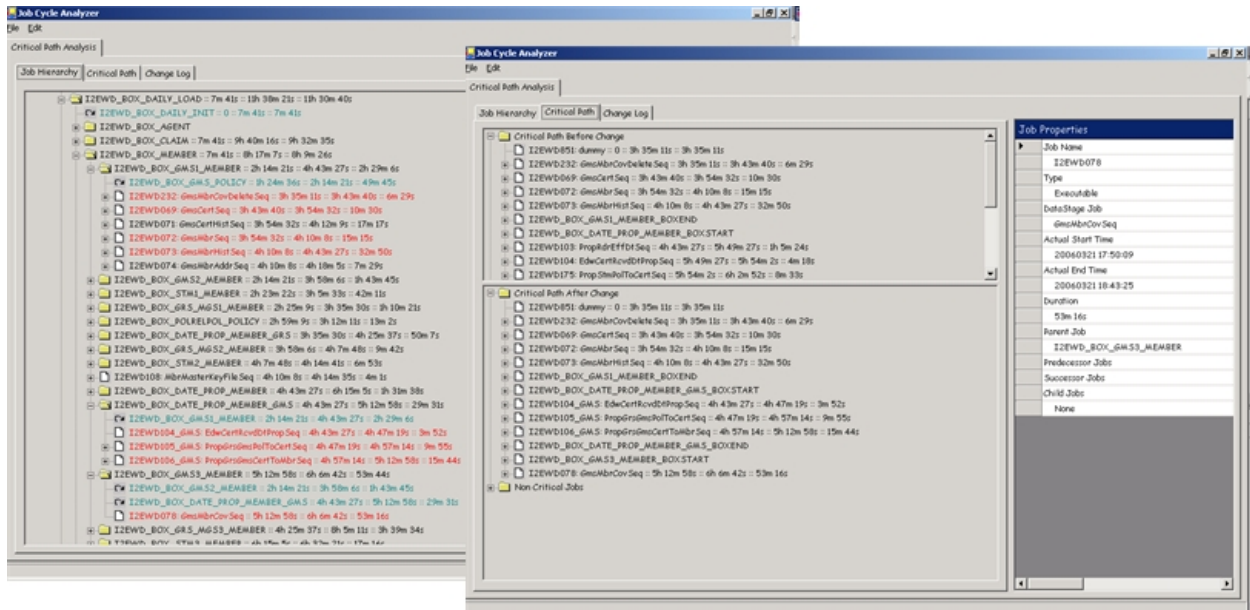 Job Cycle Analyzer
File Edit
Critical Path Analysis
Job Hierarchy Critical Path Change Log
I2EWD_BOX_DAILY_LOAD :: 7m 41s :: 11h 38m 21s :: 11h 30m 40s
I2EWD_BOX_DAILY_INIT :: 0 :: 7m 41s :: 7m 41s
I2EWD_BOX_AGENT
I2EWD_BOX_CLAIM :: 7m 41s :: 9h 40m 16s :: 9h 32m 35s
I2EWD_BOX_MEMBER :: 7m 41s :: 8h 17m 7s :: 8h 9m 26s
I2EWD_BOX_GMS1_MEMBER :: 2h 14m 21s :: 4h 43m 27s :: 2h 29m 6s
I2EWD_BOX_GMS_POLICY :: 1h 24m 36s :: 2h 14m 21s :: 49m 45s
I2EWD232: GmsMbrCovDeleteSeq :: 3h 35m 11s :: 3h 43m 40s :: 6m 29s
I2EWD069: GmsCertSeq :: 3h 43m 40s :: 3h 54m 32s :: 10m 30s
I2EWD071: GmsCertHistSeq :: 3h 54m 32s :: 4h 12m 9s :: 17m 17s
I2EWD072: GmsMbrSeq :: 3h 54m 32s :: 4h 10m 8s :: 15m 15s
I2EWD073: GmsMbrHistSeq :: 4h 10m 8s :: 4h 43m 27s :: 32m 50s
I2EWD074: GmsMbrAddrSeq :: 4h 10m 8s :: 4h 18m 5s :: 7m 29s
I2EWD_BOX_GMS2_MEMBER :: 2h 14m 21s :: 3h 58m 6s :: 1h 43m 45s
I2EWD_BOX_STM1_MEMBER :: 2h 23m 22s :: 3h 5m 33s :: 42m 11s
I2EWD_BOX_GRS_MGS1_MEMBER :: 2h 25m 9s :: 3h 35m 30s :: 1h 10m 21s
I2EWD_BOX_POLRELPOL_POLICY :: 2h 59m 9s :: 3h 12m 11s :: 13m 2s
I2EWD_BOX_DATE_PROP_MEMBER_GRS :: 3h 35m 30s :: 4h 25m 37s :: 50m 7s
I2EWD_BOX_GRS_MGS2_MEMBER :: 3h 58m 6s :: 4h 7m 48s :: 9m 42s
I2EWD_BOX_STM2_MEMBER :: 4h 7m 48s :: 4h 14m 41s :: 6m 53s
I2EWD108: MbrMasterKeyFileSeq :: 4h 10m 8s :: 4h 14m 35s :: 4m 1s
I2EWD_BOX_DATE_PROP_MEMBER :: 4h 43m 27s :: 6h 15m 5s :: 1h 31m 38s
I2EWD_BOX_DATE_PROP_MEMBER_GMS :: 4h 43m 27s :: 5h 12m 58s :: 29m 31s
I2EWD_BOX_GMS1_MEMBER :: 2h 14m 21s :: 4h 43m 27s :: 2h 29m 6s
I2EWD104_GMS: EdwCertRcvdDtPropSeq :: 4h 43m 27s :: 4h 47m 19s :: 3m 52s
I2EWD105_GMS: PropGrsGmsPolToCertSeq :: 4h 47m 19s :: 4h 57m 14s :: 9m 55s
I2EWD106_GMS: PropGrsGmsCertToMbrSeq :: 4h 57m 14s :: 5h 12m 58s :: 15m 44s
I2EWD_BOX_GMS3_MEMBER :: 5h 12m 58s :: 6h 6m 42s :: 53m 44s
I2EWD_BOX_GMS2_MEMBER :: 2h 14m 21s :: 3h 58m 6s :: 1h 43m 45s
I2EWD_BOX_DATE_PROP_MEMBER_GMS :: 4h 43m 27s :: 5h 12m 58s :: 29m 31s
I2EWD078: GmsMbrCovSeq :: 5h 12m 58s :: 6h 6m 42s :: 53m 16s
I2EWD_BOX_GRS_MGS3_MEMBER :: 4h 25m 37s :: 8h 5m 11s :: 3h 39m 34s
I2EWD_BOX_STM3_MEMBER :: 6h 15m 5s :: 6h 32m 21s :: 17m 16s
Job Cycle Analyzer
File Edit
Critical Path Analysis
Job Hierarchy Critical Path Change Log
Critical Path Before Change
I2EWD851: dummy :: 0 :: 3h 35m 11s :: 3h 35m 11s
I2EWD232: GmsMbrCovDeleteSeq :: 3h 35m 11s :: 3h 43m 40s :: 6m 29s
I2EWD069: GmsCertSeq :: 3h 43m 40s :: 3h 54m 32s :: 10m 30s
I2EWD072: GmsMbrSeq :: 3h 54m 32s :: 4h 10m 8s :: 15m 15s
I2EWD073: GmsMbrHistSeq :: 4h 10m 8s :: 4h 43m 27s :: 32m 50s
I2EWD_BOX_GMS1_MEMBER_BOXEND
I2EWD_BOX_DATE_PROP_MEMBER_BOXSTART
I2EWD103: PropRdrEffDtSeq :: 4h 43m 27s :: 5h 49m 27s :: 1h 5m 24s
I2EWD104: EdwCertRcvdDtPropSeq :: 5h 49m 27s :: 5h 54m 2s :: 4m 18s
I2EWD175: PropStmPolToCertSeq :: 5h 54m 2s :: 6h 2m 52s :: 8m 33s
Critical Path After Change
I2EWD851: dummy :: 0 :: 3h 35m 11s :: 3h 35m 11s
I2EWD232: GmsMbrCovDeleteSeq :: 3h 35m 11s :: 3h 43m 40s :: 6m 29s
I2EWD069: GmsCertSeq :: 3h 43m 40s :: 3h 54m 32s :: 10m 30s
I2EWD072: GmsMbrSeq :: 3h 54m 32s :: 4h 10m 8s :: 15m 15s
I2EWD073: GmsMbrHistSeq :: 4h 10m 8s :: 4h 43m 27s :: 32m 50s
I2EWD_BOX_GMS1_MEMBER_BOXEND
I2EWD_BOX_DATE_PROP_MEMBER_GMS_BOXSTART
I2EWD104_GMS: EdwCertRcvdDtPropSeq :: 4h 43m 27s :: 4h 47m 19s :: 3m 52s
I2EWD105_GMS: PropGrsGmsPolToCertSeq :: 4h 47m 19s :: 4h 57m 14s :: 9m 55s
I2EWD106_GMS: PropGrsGmsCertToMbrSeq :: 4h 57m 14s :: 5h 12m 58s :: 15m 44s
I2EWD_BOX_DATE_PROP_MEMBER_GMS_BOXEND
I2EWD_BOX_GMS3_MEMBER_BOXSTART
I2EWD078: GmsMbrCovSeq :: 5h 12m 58s :: 6h 6m 42s :: 53m 16s
Non Critical Jobs
Job Properties
Job Name
I2EWD078
Type
Executable
DataStage Job
GmsMbrCovSeq
Actual Start Time
20060321 17:50:09
Actual End Time
20060321 18:43:25
Duration
53m 16s
Parent Job
I2EWD_BOX_GMS3_MEMBER
Predecessor Jobs
Successor Jobs
Child Jobs
None